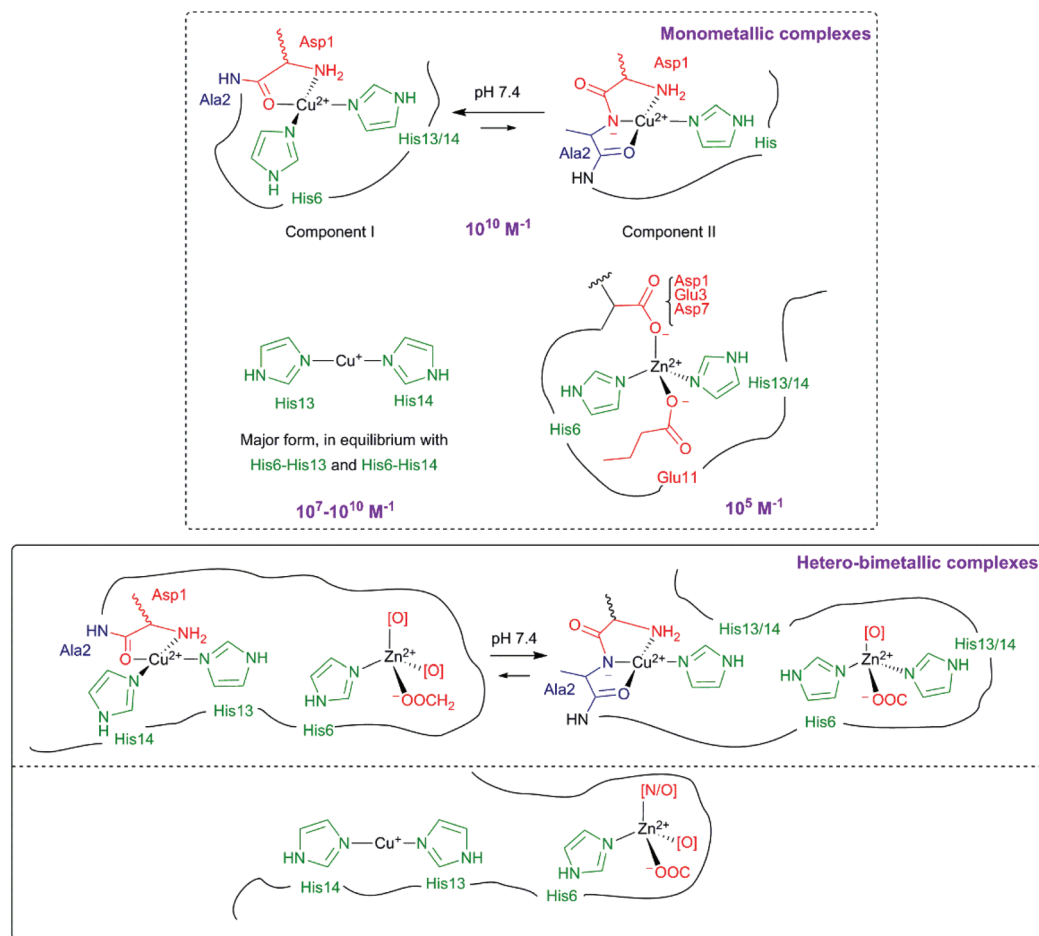 Monometallic complexes
Asp1
NH2
HN
Ala2
O
Cu2+
N
NH
N
N
H
His13/14
His6
Component I
pH 7.4
10^10 M-1
Asp1
O
NH2
N
−
Cu2+
N
NH
Ala2
O
HN
His
Component II
HN
N
Cu+
N
N
H
His13
His14
Major form, in equilibrium with
His6-His13 and His6-His14
10^7-10^10 M-1
O
Asp1
Glu3
Asp7
O
−
Zn2+
HN
N
N
NH
His13/14
His6
O
−
O
Glu11
10^5 M-1
Hetero-bimetallic complexes
Asp1
HN
NH2
Ala2
O
Cu2+
N
NH
N
N
H
His13
His14
[O]
Zn2+
[O]
N
HN
−OOCH2
His6
pH 7.4
O
NH2
N
−
Cu2+
N
NH
Ala2
O
HN
His13/14
[O]
His13/14
Zn2+
HN
N
N
NH
−OOC
His6
HN
N
Cu+
N
NH
His14
His13
[N/O]
Zn2+
[O]
N
HN
−OOC
His6